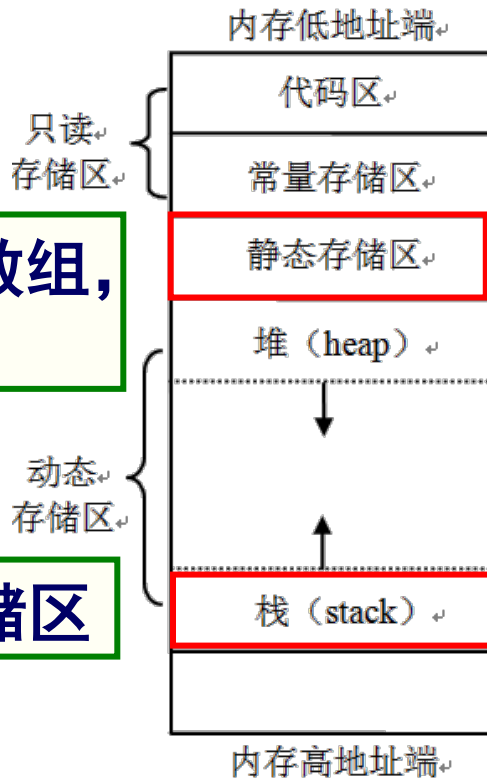 内存低地址端
代码区
只读
存储区
常量存储区
数组，
静态存储区
堆（heap）
动态
存储区
储区
栈（stack）
内存高地址端